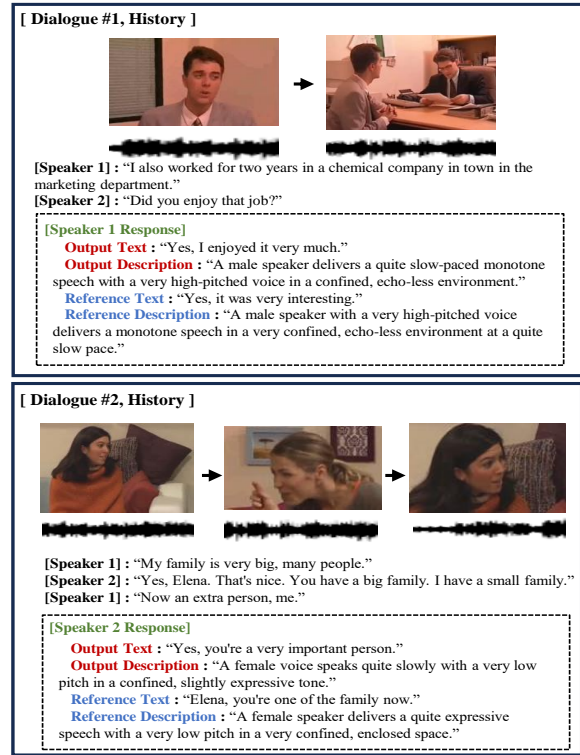 [ Dialogue #1, History ]
[Speaker 1] : “I also worked for two years in a chemical company in town in the
marketing department.”
[Speaker 2] : “Did you enjoy that job?”
[Speaker 1 Response]
Output Text : “Yes, I enjoyed it very much.”
Output Description : “A male speaker delivers a quite slow-paced monotone
speech with a very high-pitched voice in a confined, echo-less environment.”
Reference Text : “Yes, it was very interesting.”
Reference Description : “A male speaker with a very high-pitched voice
delivers a monotone speech in a very confined, echo-less environment at a quite
slow pace.”
[ Dialogue #2, History ]
[Speaker 1] : “My family is very big, many people.”
[Speaker 2] : “Yes, Elena. That's nice. You have a big family. I have a small family.”
[Speaker 1] : “Now an extra person, me.”
[Speaker 2 Response]
Output Text : “Yes, you're a very important person.”
Output Description : “A female voice speaks quite slowly with a very low
pitch in a confined, slightly expressive tone.”
Reference Text : “Elena, you're one of the family now.”
Reference Description : “A female speaker delivers a quite expressive
speech with a very low pitch in a very confined, enclosed space.”